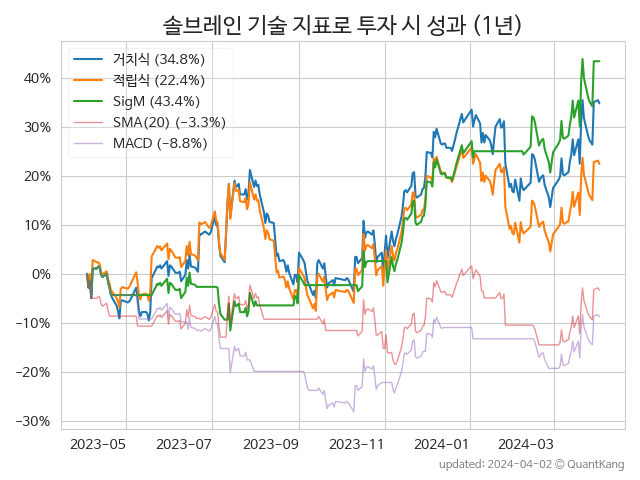 솔브레인 기술 지표로 투자 시 성과 (1년)
거치식 (34.8%)
적립식 (22.4%)
SigM (43.4%)
SMA(20) (−3.3%)
MACD (−8.8%)
40%
30%
20%
10%
0%
−10%
−20%
−30%
2023-05 2023-07 2023-09 2023-11 2024-01 2024-03
updated: 2024-04-02 © QuantKang